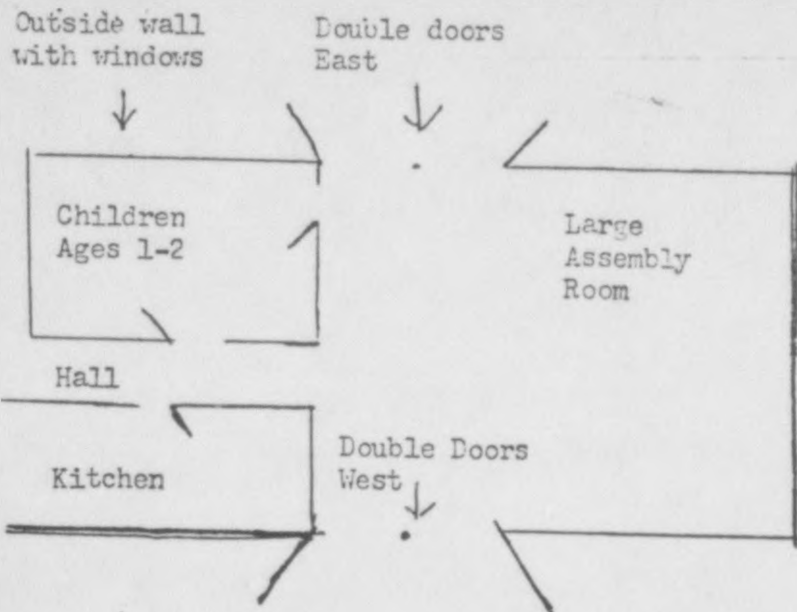 Outside wall
with windows
Double doors
East
Children
Ages 1-2
Large
Assembly
Room
Hall
Kitchen
Double Doors
West